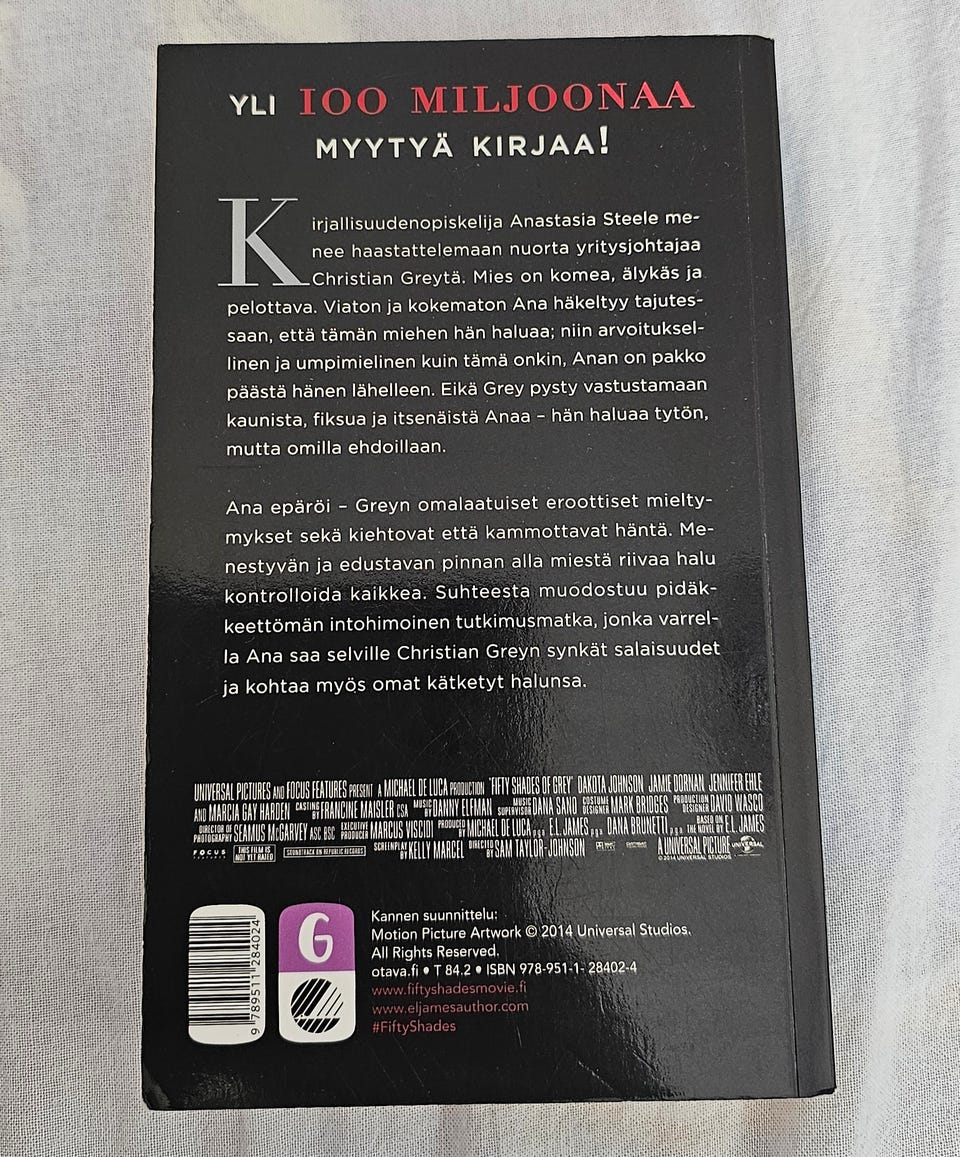 YLI 100 MILJOONAA
MYYTYÄ KIRJAA!
Kirjallisuudenopiskelija Anastasia Steele me-
nee haastattelemaan nuorta yritysjohtajaa
Christian Greytä. Mies on komea, älykäs ja
pelottava. Viaton ja kokematon Ana häkeltyy tajutes-
saan, että tämän miehen hän haluaa; niin arvoituksel-
linen ja umpimielinen kuin tämä onkin, Anan on pakko
päästä hänen lähelleen. Eikä Grey pysty vastustamaan
kaunista, fiksua ja itsenäistä Anaa – hän haluaa tytön,
mutta omilla ehdoillaan.
Ana epäröi – Greyn omalaatuiset eroottiset mielty-
mykset sekä kiehtovat että kammottavat häntä. Me-
nestyvän ja edustavan pinnan alla miestä riivaa halu
kontrolloida kaikkea. Suhteesta muodostuu pidäk-
keettömän intohimoinen tutkimusmatka, jonka varrel-
la Ana saa selville Christian Greyn synkät salaisuudet
ja kohtaa myös omat kätketyt halunsa.
UNIVERSAL PICTURES AND FOCUS FEATURES PRESENT A MICHAEL DE LUCA PRODUCTION "FIFTY SHADES OF GREY" DAKOTA JOHNSON JAMIE DORNAN JENNIFER EHLE
AND MARCIA GAY HARDEN CASTING BY FRANCINE MAISLER CSA MUSIC BY DANNY ELFMAN MUSIC SUPERVISOR DANA SANO COSTUME DESIGNER MARK BRIDGES PRODUCTION DESIGNER DAVID WASCO
DIRECTOR OF PHOTOGRAPHY SEAMUS McGARVEY ASC BSC EXECUTIVE PRODUCER MARCUS VISCIDI PRODUCED BY MICHAEL DE LUCA p.g.a. E.L. JAMES p.g.a. DANA BRUNETTI p.g.a. BASED ON THE NOVEL BY E.L. JAMES
FOCUS FEATURES THIS FILM IS NOT YET RATED SOUNDTRACK ON REPUBLIC RECORDS SCREENPLAY BY KELLY MARCEL DIRECTED BY SAM TAYLOR-JOHNSON A UNIVERSAL PICTURE UNIVERSAL
© 2014 UNIVERSAL STUDIOS
9 789511 284024
G
Kannen suunnittelu:
Motion Picture Artwork © 2014 Universal Studios.
All Rights Reserved.
otava.fi • T 84.2 • ISBN 978-951-1- 28402-4
www.fiftyshadesmovie.fi
www.eljamesauthor.com
#FiftyShades